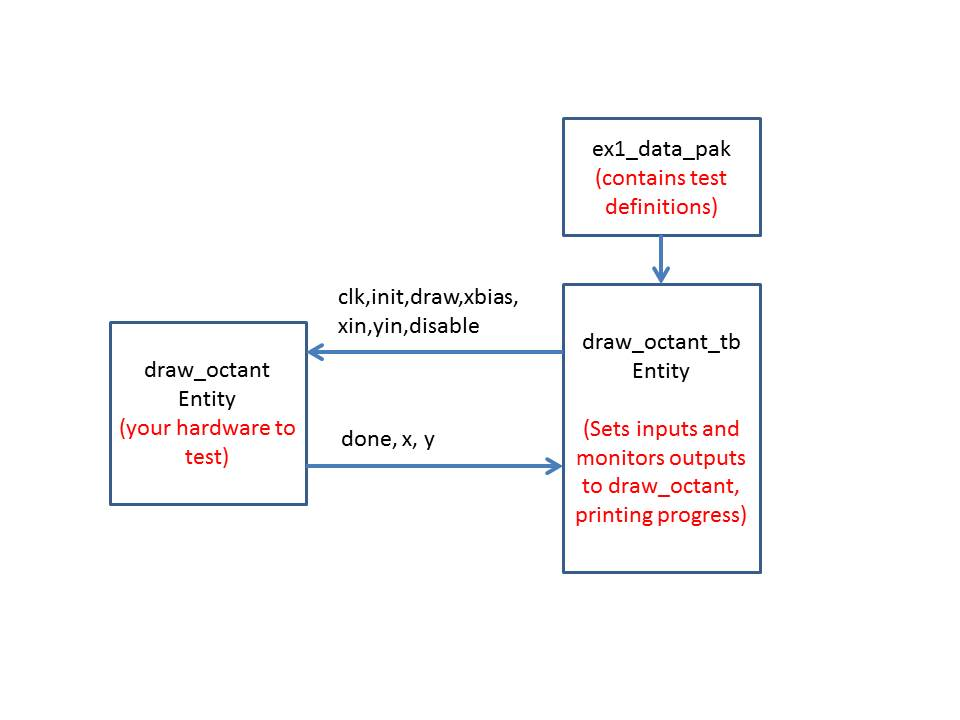 ex1_data_pak
(contains test
definitions)
clk,init,draw,xbias,
xin,yin,disable
draw_octant
Entity
(your hardware to
test)
done, x, y
draw_octant_tb
Entity
(Sets inputs and
monitors outputs
to draw_octant,
printing progress)